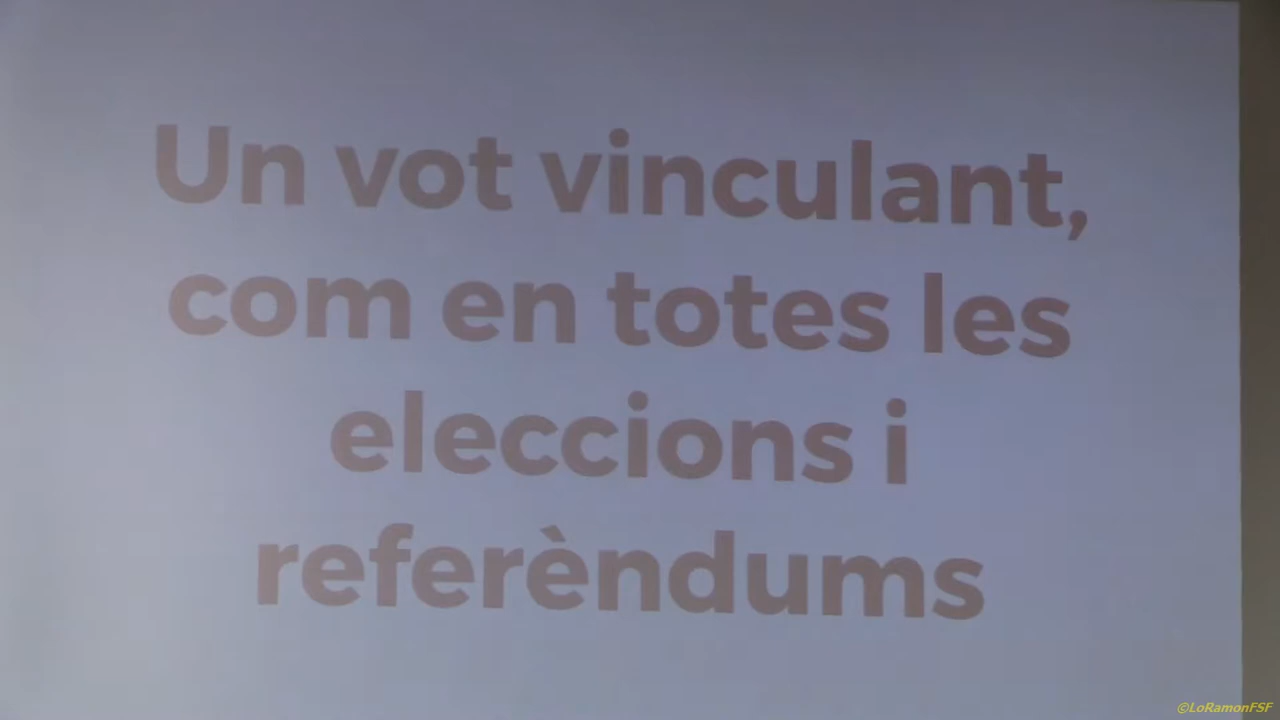 Un vot vinculant,
com en totes les
eleccions i
referèndums
©LoRamonFSF